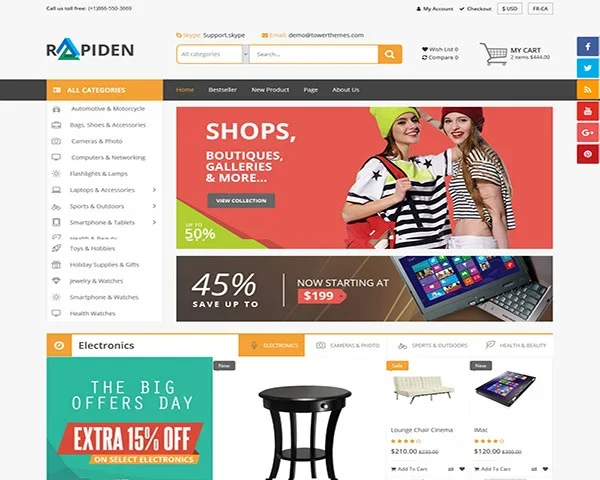 Call us toll free: (+1)866-550-3669
My Account
Checkout
$ USD
FR-CA
RAPIDEN
Skype: Support.skype
Email: demo@towerthemes.com
All categories
Search...
Wish List 0
Compare 0
MY CART
2 items $444.00
ALL CATEGORIES
Home
Bestseller
New Product
Page
About Us
Automotive & Motorcycle
Bags, Shoes & Accessories
Cameras & Photo
Computers & Networking
Flashlights & Lamps
Laptops & Accessories
Sports & Outdoors
Smartphone & Tablets
Health & Beauty
Toys & Hobbies
Holiday Supplies & Gifts
Jewelry & Watches
Smartphone & Watches
Health Watches
SHOPS,
BOUTIQUES,
GALLERIES
& MORE...
VIEW COLLECTION
UP TO
50%
45%
SAVE UP TO
NOW STARTING AT
$199
Electronics
ELECTRONICS
CAMERAS & PHOTO
SPORTS & OUTDOORS
HEALTH & BEAUTY
THE BIG
OFFERS DAY
EXTRA 15% OFF
ON SELECT ELECTRONICS
New
Sale
Lounge Chair Cinema
$210.00 $330.00
Add To Cart
New
iMac
$120.00 $300.00
Add To Cart